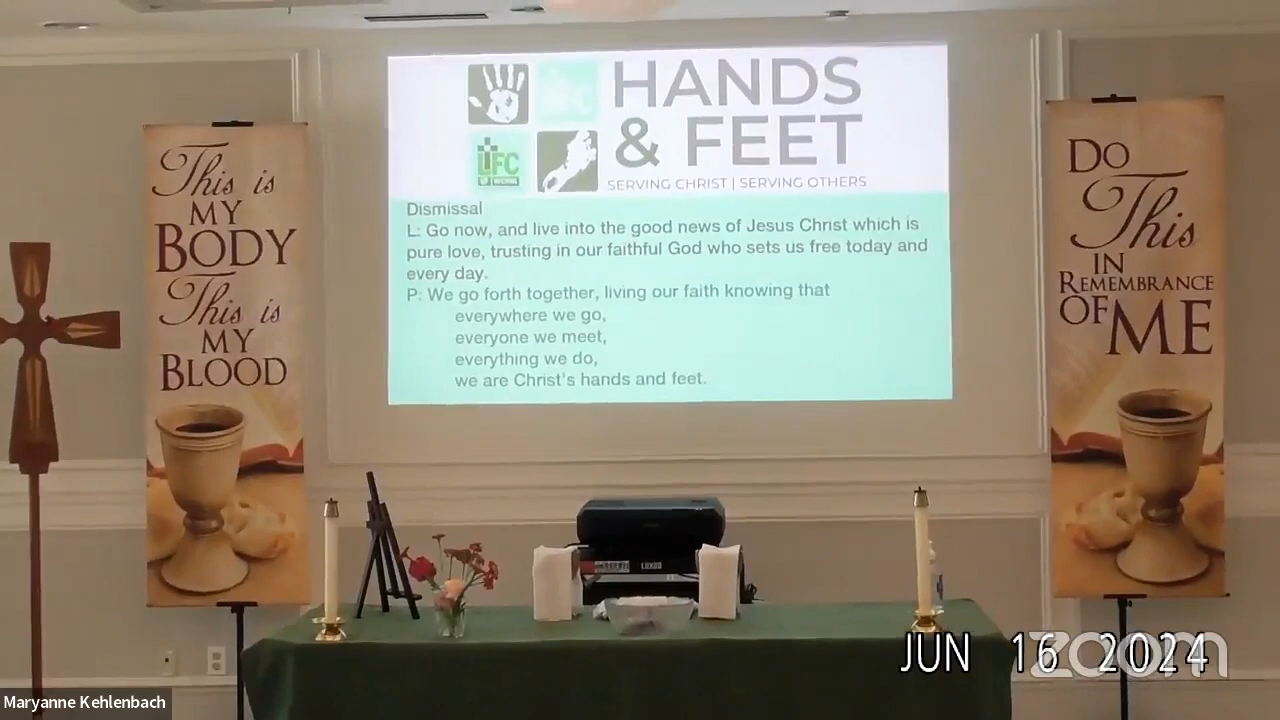 HANDS
& FEET
LFC
SERVING CHRIST | SERVING OTHERS
Dismissal
L: Go now, and live into the good news of Jesus Christ which is
pure love, trusting in our faithful God who sets us free today and
every day.
P: We go forth together, living our faith knowing that
everywhere we go,
everyone we meet,
everything we do,
we are Christ's hands and feet.
This is
MY
BODY
This is
MY
BLOOD
DO
This
IN
REMEMBRANCE
OF ME
JUN 16 2024
zoom
Maryanne Kehlenbach